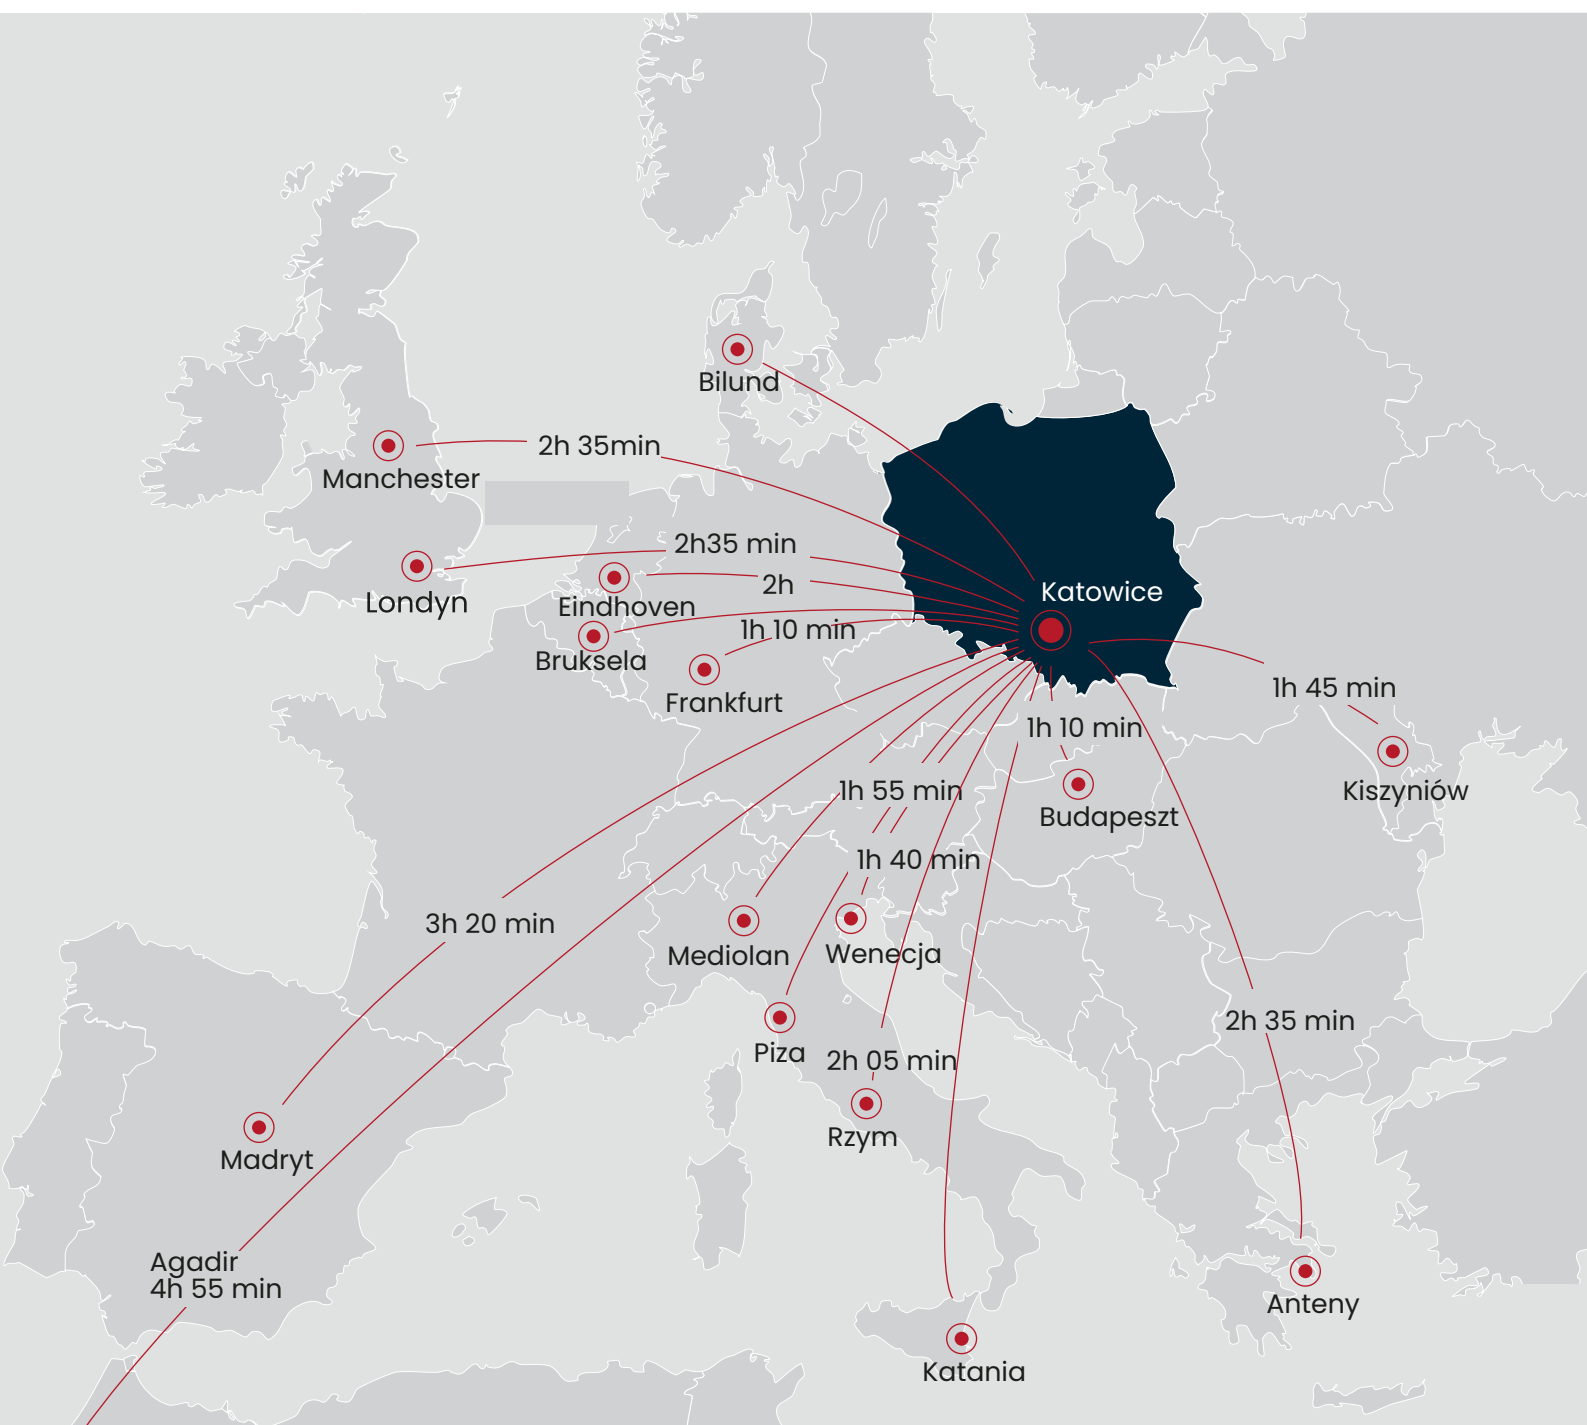 Bilund
2h 35min
Manchester
2h35 min
2h
Katowice
Londyn
Eindhoven
1h 10 min
Bruksela
Frankfurt
1h 45 min
1h 10 min
1h 55 min
Kiszyniów
Budapeszt
1h 40 min
3h 20 min
Mediolan
Wenecja
2h 35 min
Piza
2h 05 min
Rzym
Madryt
Agadir
4h 55 min
Anteny
Katania